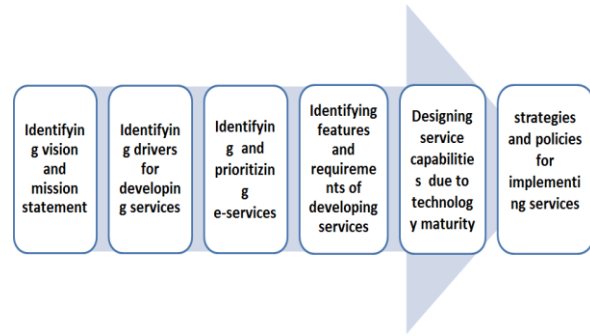 Identifyin
g vision
and
mission
statement
Identifyin
g drivers
for
developin
g services
Identifyin
g and
prioritizin
g
e-services
Identifying
features
and
requireme
nts of
developing
services
Designing
service
capabilitie
s due to
technolog
y maturity
strategies
and policies
for
implementi
ng services